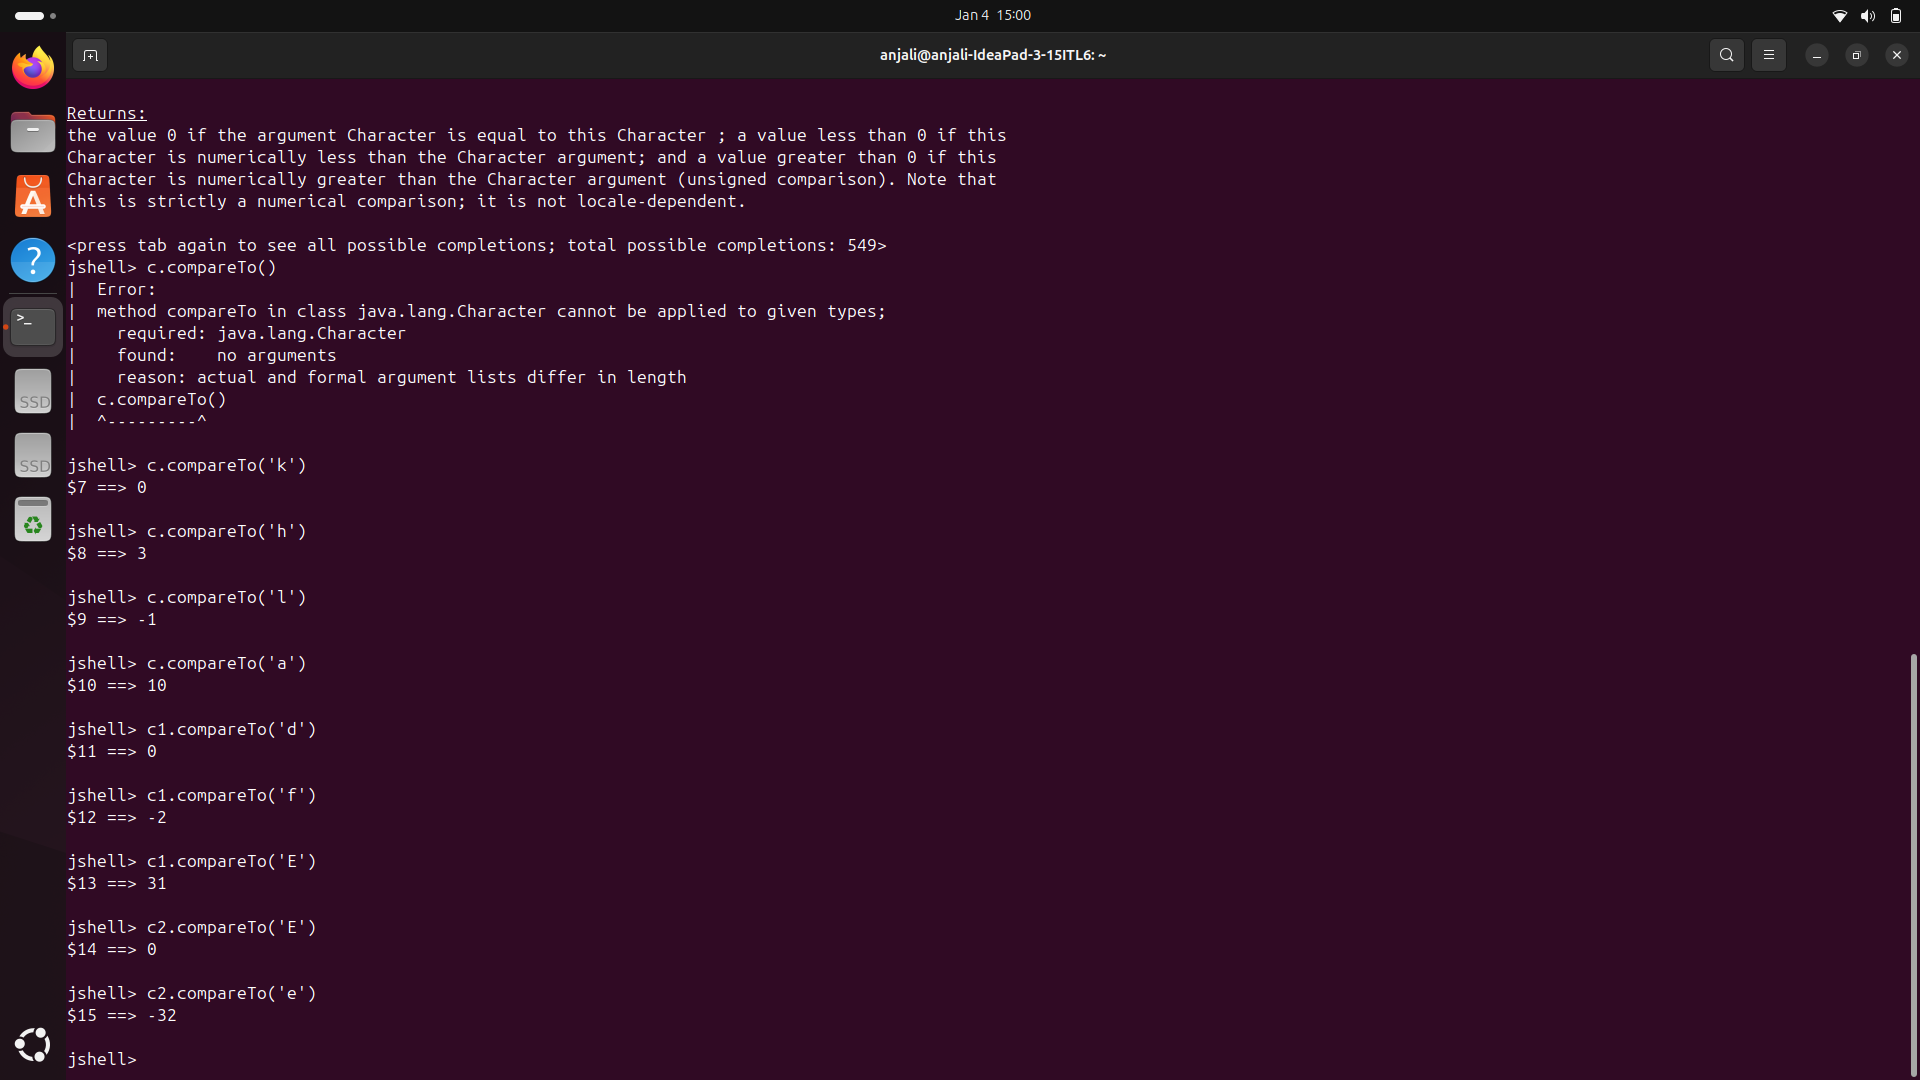 Jan 4  15:00
anjali@anjali-IdeaPad-3-15ITL6: ~
Returns:
the value 0 if the argument Character is equal to this Character ; a value less than 0 if this
Character is numerically less than the Character argument; and a value greater than 0 if this
Character is numerically greater than the Character argument (unsigned comparison). Note that
this is strictly a numerical comparison; it is not locale-dependent.
<press tab again to see all possible completions; total possible completions: 549>
jshell> c.compareTo()
|  Error:
|  method compareTo in class java.lang.Character cannot be applied to given types;
|    required: java.lang.Character
|    found:    no arguments
|    reason: actual and formal argument lists differ in length
|  c.compareTo()
|  ^---------^
jshell> c.compareTo('k')
$7 ==> 0
jshell> c.compareTo('h')
$8 ==> 3
jshell> c.compareTo('l')
$9 ==> -1
jshell> c.compareTo('a')
$10 ==> 10
jshell> c1.compareTo('d')
$11 ==> 0
jshell> c1.compareTo('f')
$12 ==> -2
jshell> c1.compareTo('E')
$13 ==> 31
jshell> c2.compareTo('E')
$14 ==> 0
jshell> c2.compareTo('e')
$15 ==> -32
jshell>
?
>_
SSD
SSD